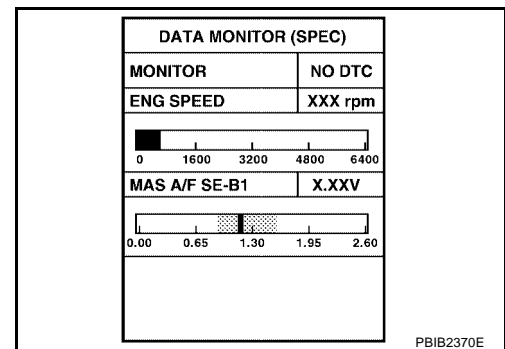 DATA MONITOR (SPEC)
MONITOR NO DTC
ENG SPEED XXX rpm
0 1600 3200 4800 6400
MAS A/F SE-B1 X.XXV
0.00 0.65 1.30 1.95 2.60
PBIB2370E